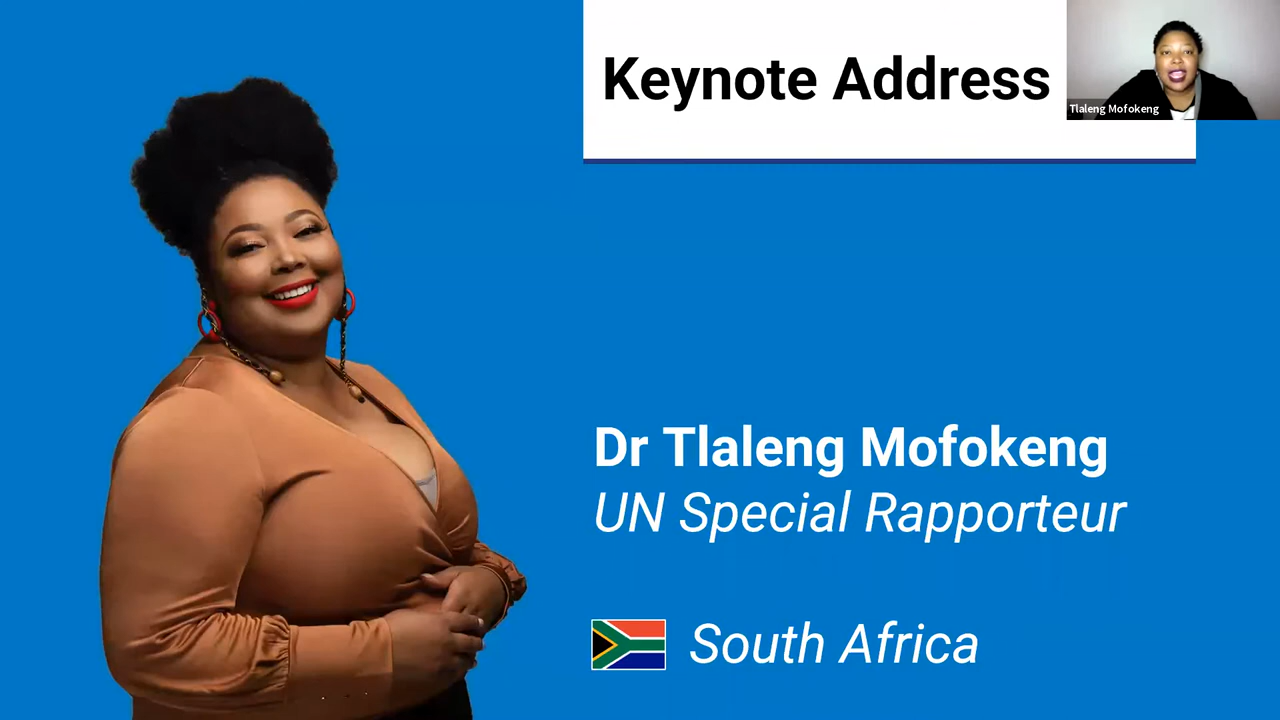 Keynote Address
Tlaleng Mofokeng
Dr Tlaleng Mofokeng
UN Special Rapporteur
South Africa